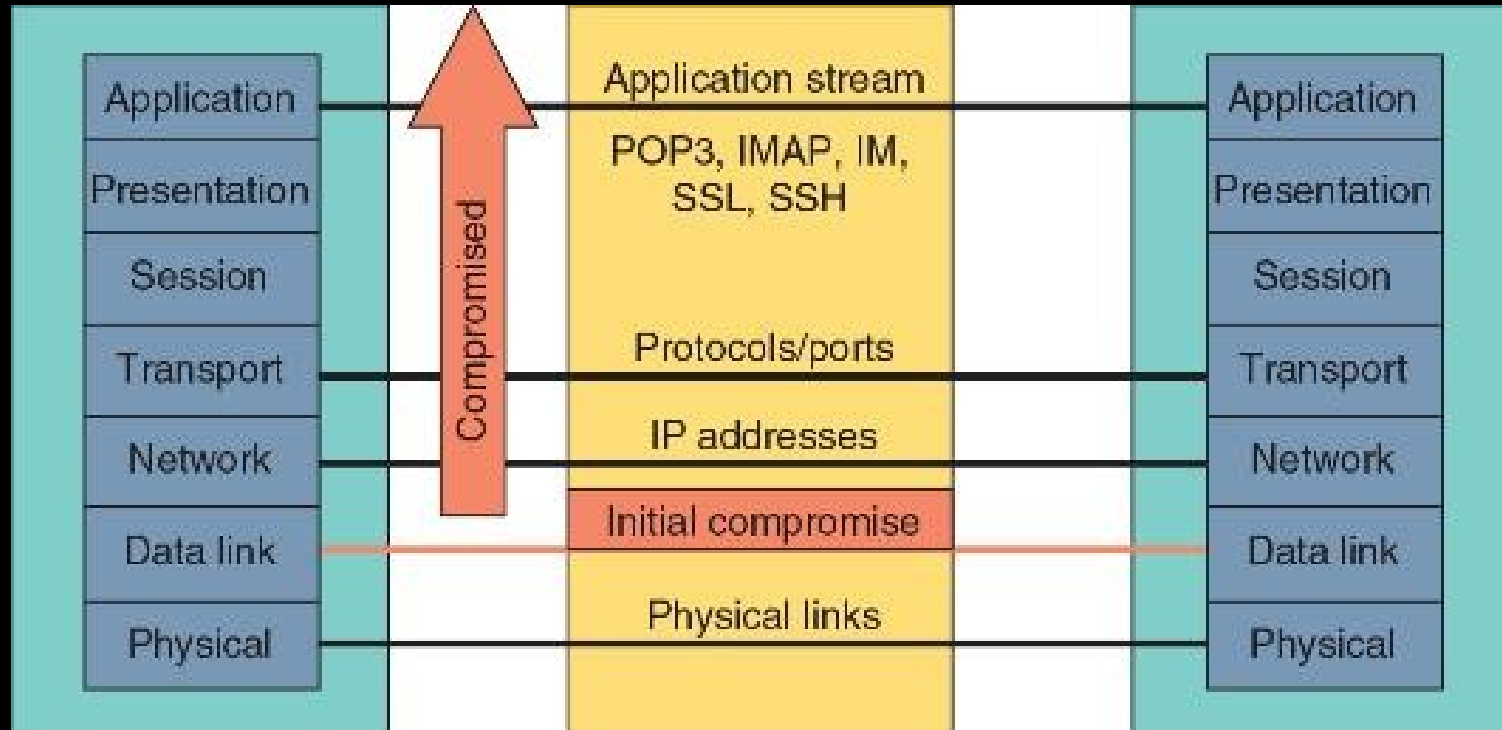 Application
Presentation
Session
Transport
Network
Data link
Physical
Compromised
Application stream
POP3, IMAP, IM,
SSL, SSH
Protocols/ports
IP addresses
Initial compromise
Physical links
Application
Presentation
Session
Transport
Network
Data link
Physical